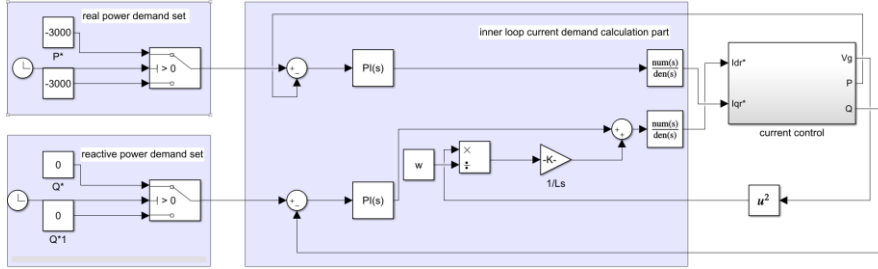 real power demand set
-3000
P*
> 0
-3000
inner loop current demand calculation part
+
-
PI(s)
num(s)
den(s)
Idr*
Iqr*
Vg
P
Q
current control
reactive power demand set
0
Q*
> 0
0
Q*1
+
-
PI(s)
w
×
÷
-K-
1/Ls
+
+
num(s)
den(s)
u²